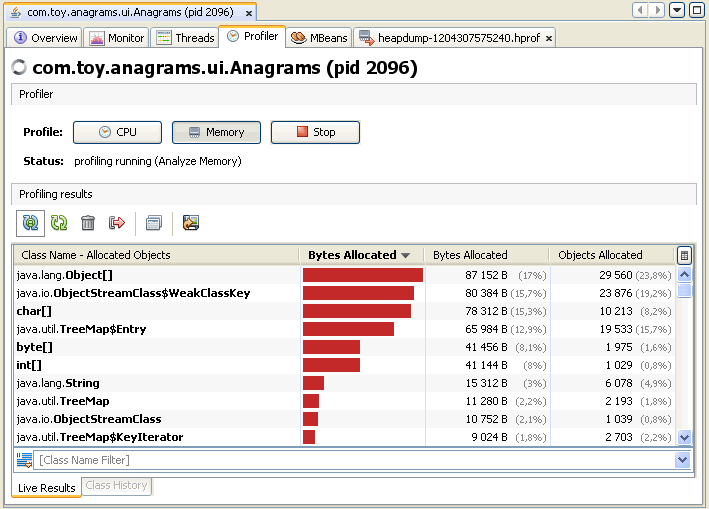 com.toy.anagrams.ui.Anagrams (pid 2096)
Overview Monitor Threads Profiler MBeans heapdump-1204307575240.hprof
com.toy.anagrams.ui.Anagrams (pid 2096)
Profiler
Profile: CPU Memory Stop
Status: profiling running (Analyze Memory)
Profiling results
Class Name - Allocated Objects Bytes Allocated Bytes Allocated Objects Allocated
java.lang.Object[] 87 152 B (17%) 29 560 (23,8%)
java.io.ObjectStreamClass$WeakClassKey 80 384 B (15,7%) 23 876 (19,2%)
char[] 78 312 B (15,3%) 10 213 (8,2%)
java.util.TreeMap$Entry 65 984 B (12,9%) 19 533 (15,7%)
byte[] 41 456 B (8,1%) 1 975 (1,6%)
int[] 41 144 B (8%) 1 029 (0,8%)
java.lang.String 15 312 B (3%) 6 078 (4,9%)
java.util.TreeMap 11 280 B (2,2%) 2 193 (1,8%)
java.io.ObjectStreamClass 10 752 B (2,1%) 1 039 (0,8%)
java.util.TreeMap$KeyIterator 9 024 B (1,8%) 2 703 (2,2%)
[Class Name Filter]
Live Results Class History